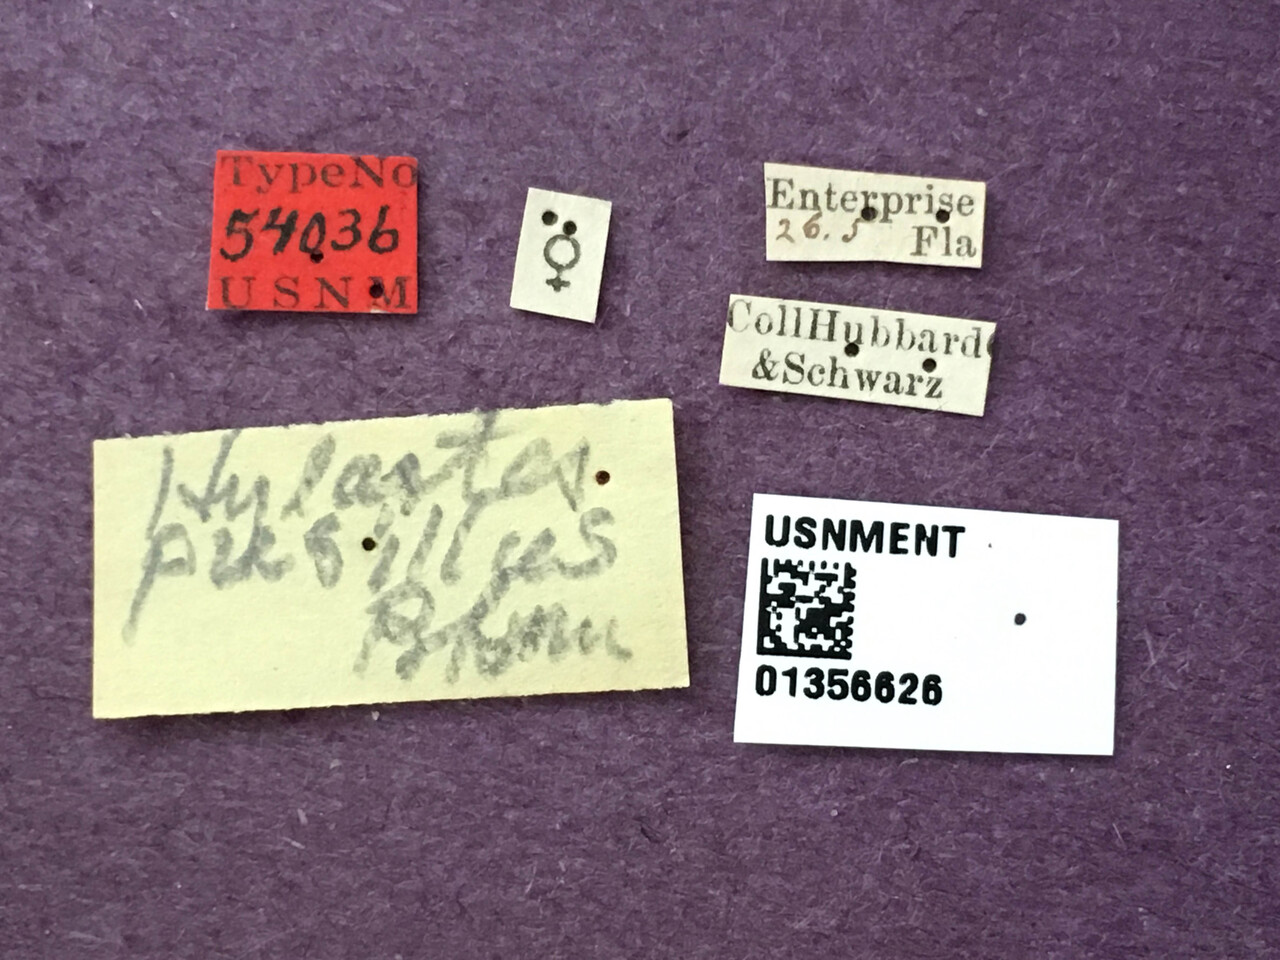 TypeNo
54036
USNM
☿
Enterprise
26.5 Fla
CollHubbard
&Schwarz
Hylastes
USNMENT
01356626